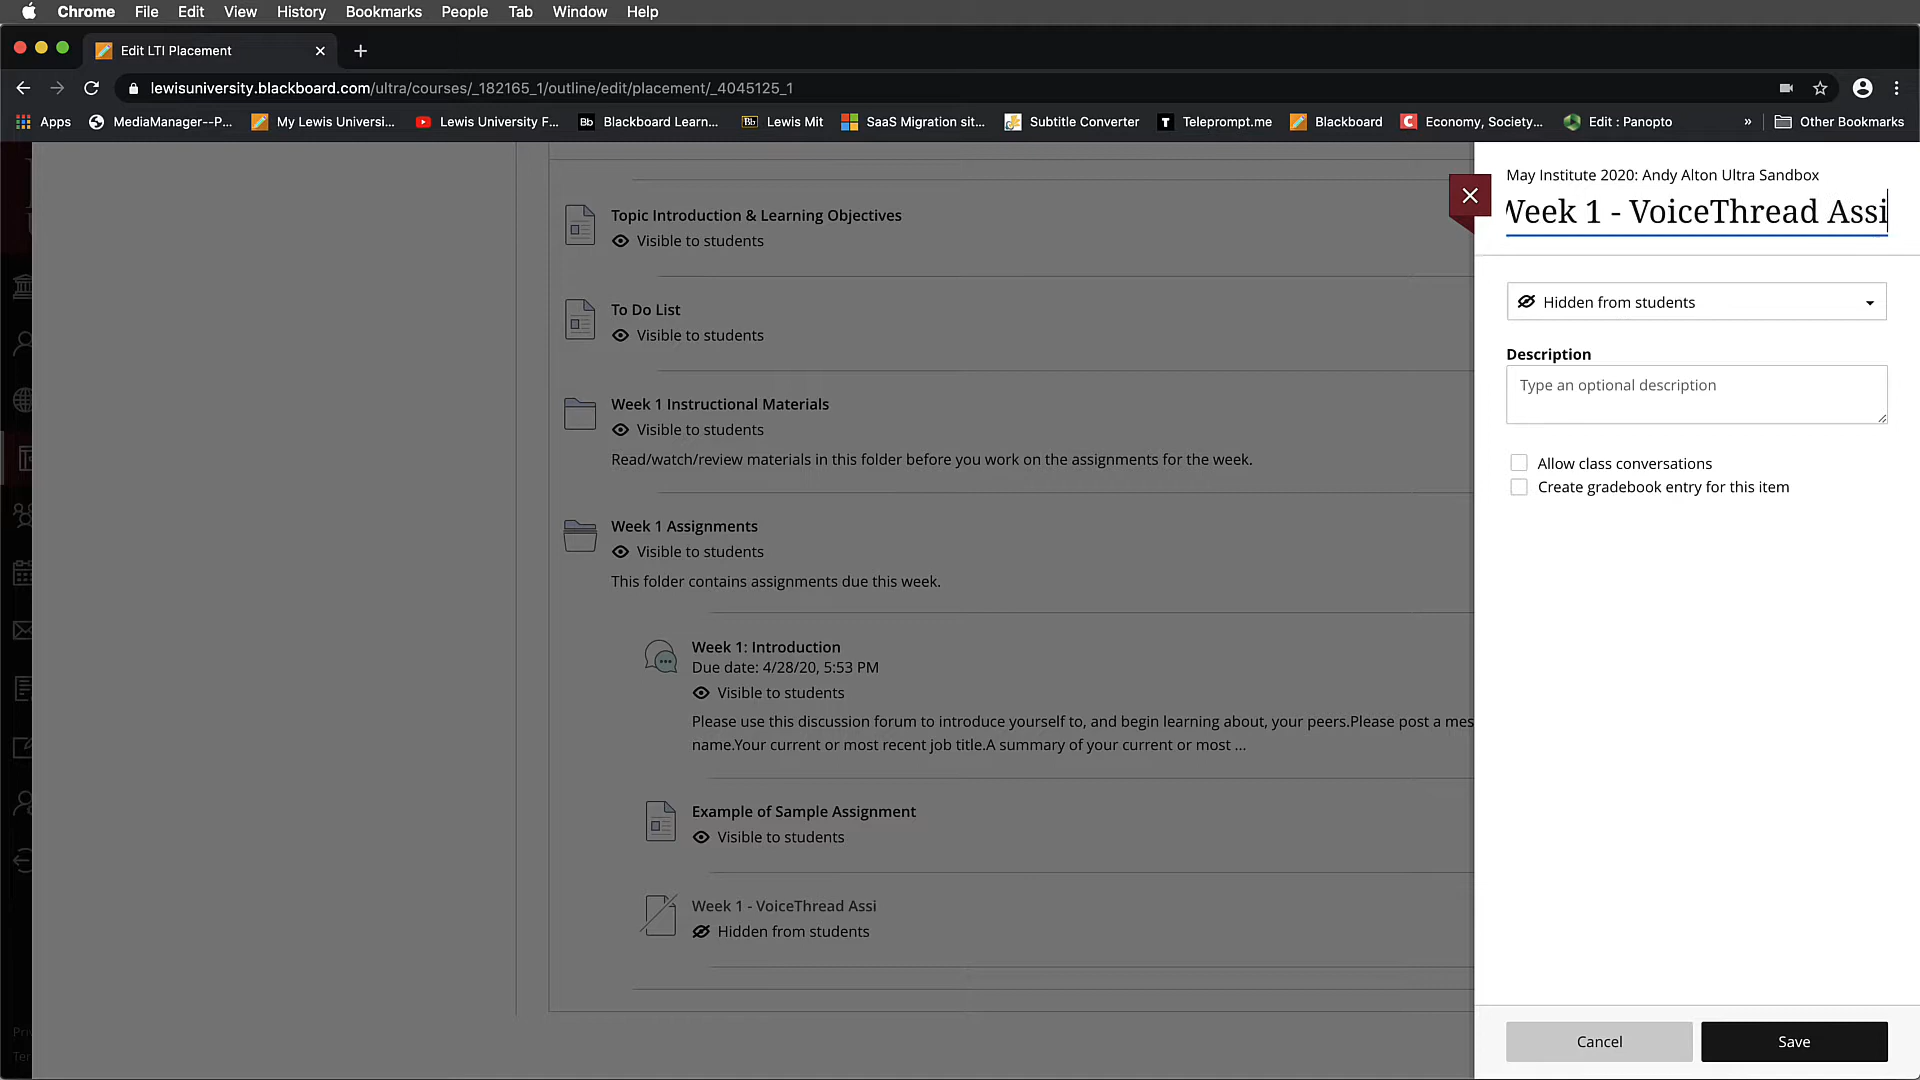 Chrome File Edit View History Bookmarks People Tab Window Help
Edit LTI Placement
lewisuniversity.blackboard.com/ultra/courses/_182165_1/outline/edit/placement/_4045125_1
Apps MediaManager--P... My Lewis Universi... Lewis University F... Bb Blackboard Learn... Bb Lewis Mit SaaS Migration sit... Subtitle Converter T Teleprompt.me Blackboard C Economy, Society... Edit : Panopto » Other Bookmarks
May Institute 2020: Andy Alton Ultra Sandbox
Week 1 - VoiceThread Assi
Hidden from students
Description
Type an optional description
Allow class conversations
Create gradebook entry for this item
Cancel Save
Topic Introduction & Learning Objectives
Visible to students
To Do List
Visible to students
Week 1 Instructional Materials
Visible to students
Read/watch/review materials in this folder before you work on the assignments for the week.
Week 1 Assignments
Visible to students
This folder contains assignments due this week.
Week 1: Introduction
Due date: 4/28/20, 5:53 PM
Visible to students
Please use this discussion forum to introduce yourself to, and begin learning about, your peers.Please post a mes
name.Your current or most recent job title.A summary of your current or most ...
Example of Sample Assignment
Visible to students
Week 1 - VoiceThread Assi
Hidden from students